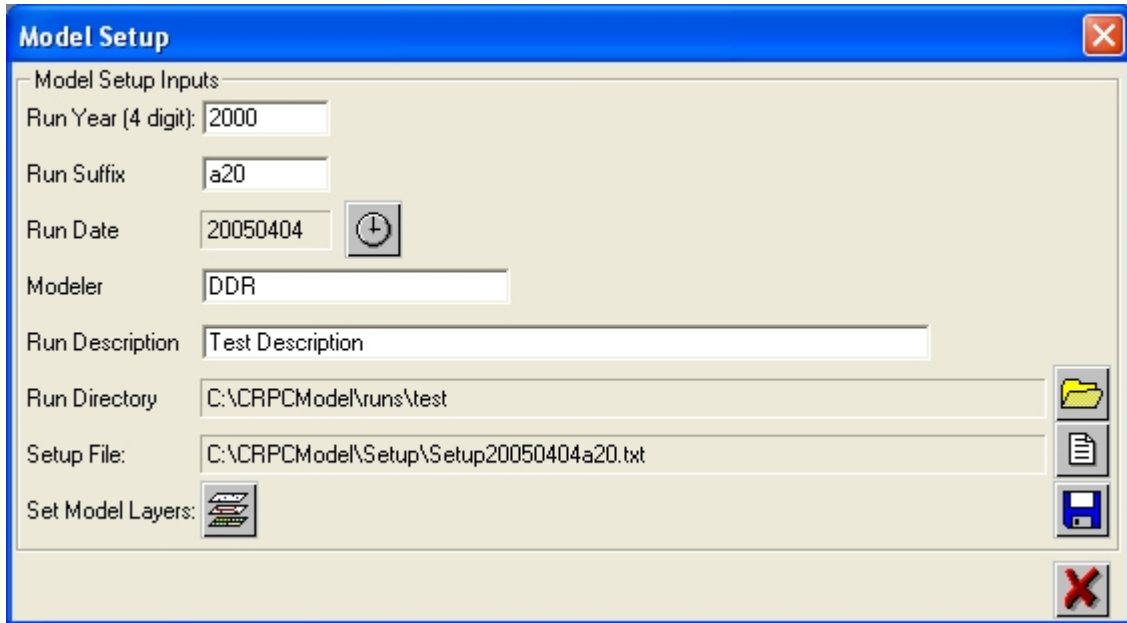 Model Setup
Model Setup Inputs
Run Year (4 digit): 2000
Run Suffix a20
Run Date 20050404
Modeler DDR
Run Description Test Description
Run Directory C:\CRPCModel\runs\test
Setup File: C:\CRPCModel\Setup\Setup20050404a20.txt
Set Model Layers: